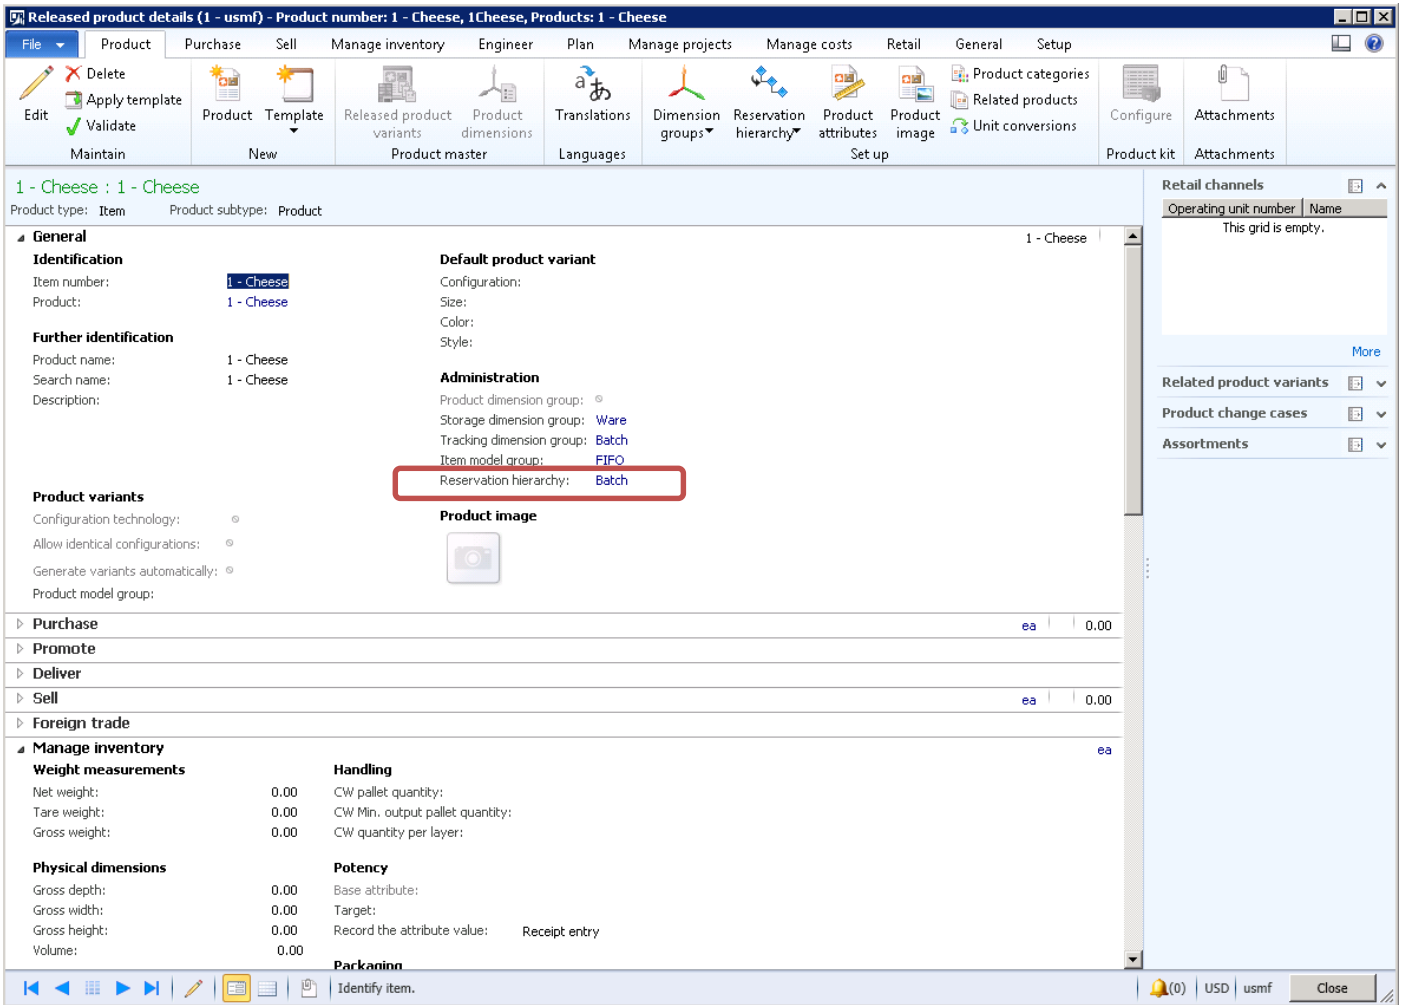 Released product details (1 - usmf) - Product number: 1 - Cheese, 1Cheese, Products: 1 - Cheese
File Product Purchase Sell Manage inventory Engineer Plan Manage projects Manage costs Retail General Setup
Edit
Delete
Apply template
Validate
Maintain
Product
Template
New
Released product variants
Product dimensions
Product master
Translations
Languages
Dimension groups
Reservation hierarchy
Product attributes
Product image
Product categories
Related products
Unit conversions
Set up
Configure
Product kit
Attachments
Attachments
1 - Cheese : 1 - Cheese
Product type: Item Product subtype: Product
General 1 - Cheese
Identification
Item number: 1 - Cheese
Product: 1 - Cheese
Further identification
Product name: 1 - Cheese
Search name: 1 - Cheese
Description:
Product variants
Configuration technology:
Allow identical configurations:
Generate variants automatically:
Product model group:
Default product variant
Configuration:
Size:
Color:
Style:
Administration
Product dimension group:
Storage dimension group: Ware
Tracking dimension group: Batch
Item model group: FIFO
Reservation hierarchy: Batch
Product image
Purchase ea 0.00
Promote
Deliver
Sell ea 0.00
Foreign trade
Manage inventory ea
Weight measurements
Net weight: 0.00
Tare weight: 0.00
Gross weight: 0.00
Physical dimensions
Gross depth: 0.00
Gross width: 0.00
Gross height: 0.00
Volume: 0.00
Handling
CW pallet quantity:
CW Min. output pallet quantity:
CW quantity per layer:
Potency
Base attribute:
Target:
Record the attribute value: Receipt entry
Packaging
Retail channels
Operating unit number Name
This grid is empty.
More
Related product variants
Product change cases
Assortments
Identify item. (0) USD usmf Close